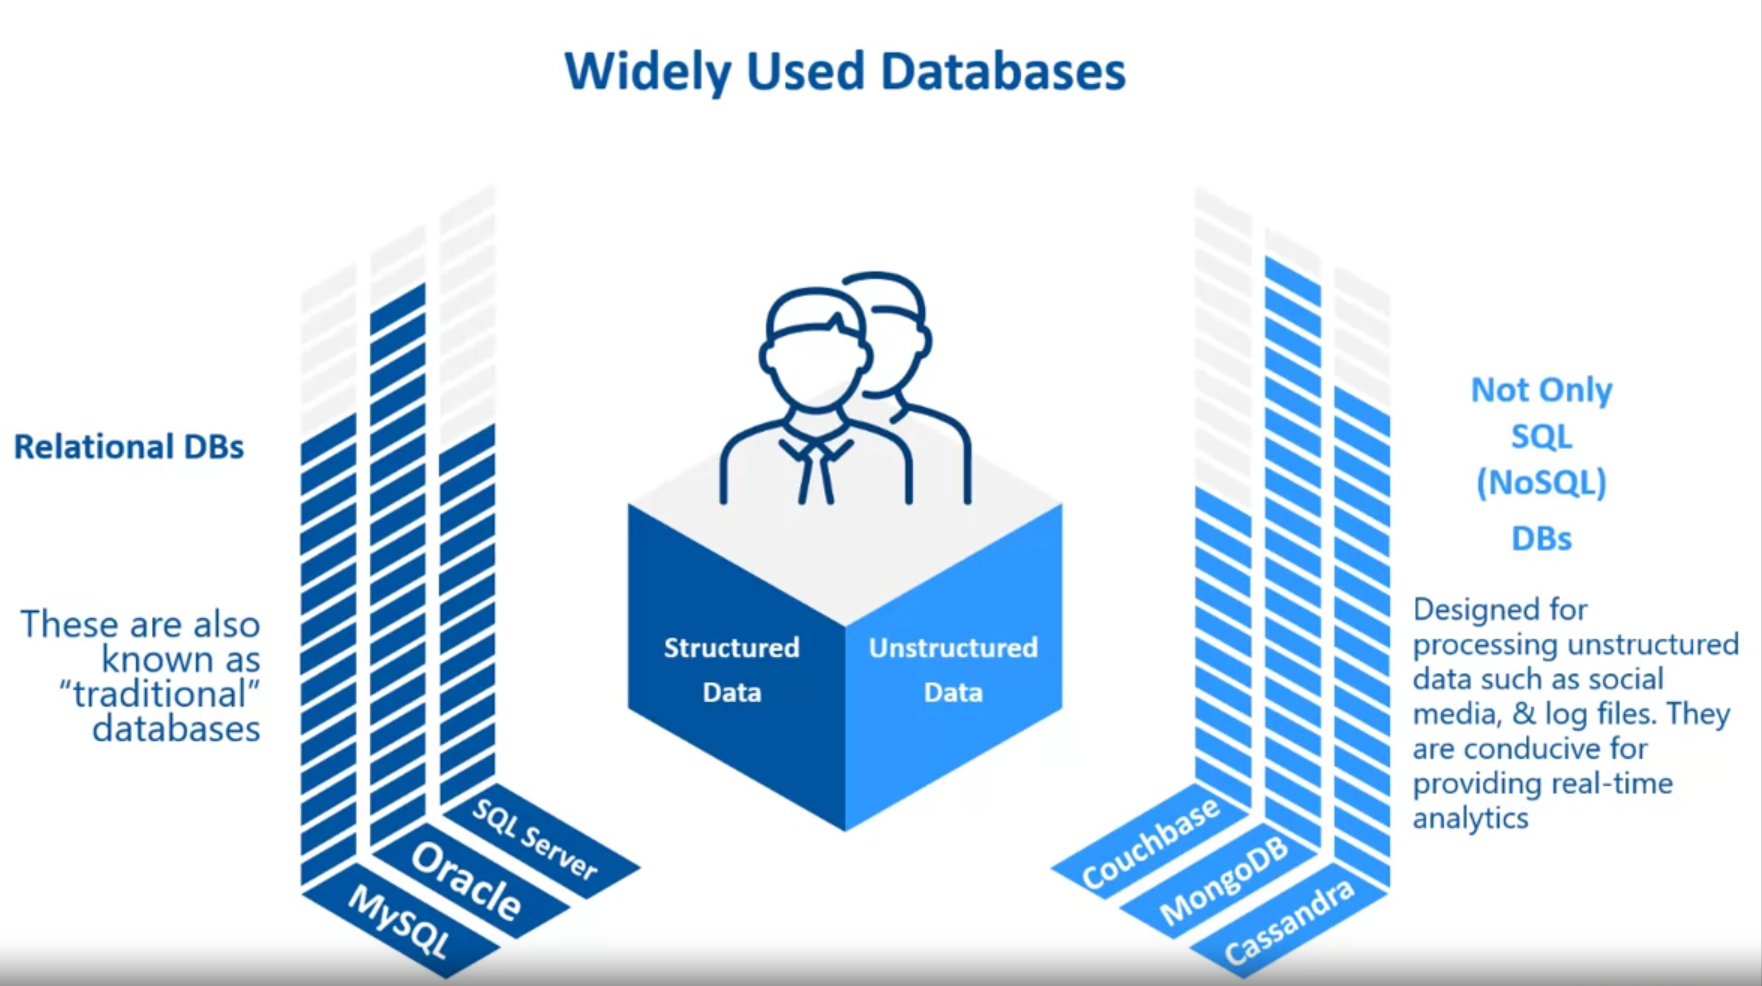 Widely Used Databases
Relational DBs
These are also
known as
“traditional”
databases
SQL Server
Oracle
MySQL
Structured
Data
Unstructured
Data
Couchbase
MongoDB
Cassandra
Not Only
SQL
(NoSQL)
DBs
Designed for
processing unstructured
data such as social
media, & log files. They
are conducive for
providing real-time
analytics